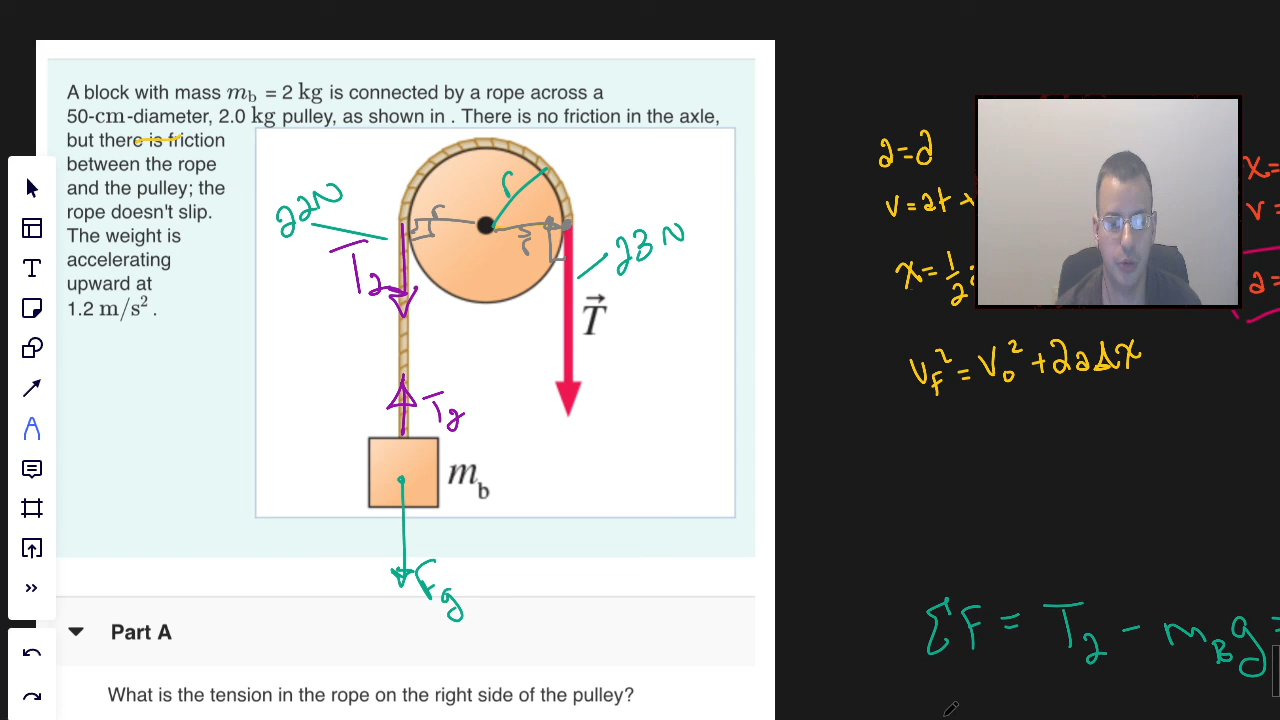 A block with mass m_b = 2 kg is connected by a rope across a
50-cm-diameter, 2.0 kg pulley, as shown in . There is no friction in the axle,
but there is friction
between the rope
and the pulley; the
rope doesn't slip.
The weight is
accelerating
upward at
1.2 m/s² .
22N
T₂
r
r
r
23 N
T⃗
T₂
m_b
Fg
Part A
What is the tension in the rope on the right side of the pulley?
a=a
v=at +
x=1/2 a
v_F² = v_0² + 2aΔx
x=
v=
a=
ΣF = T₂ - m_B g =
T
A